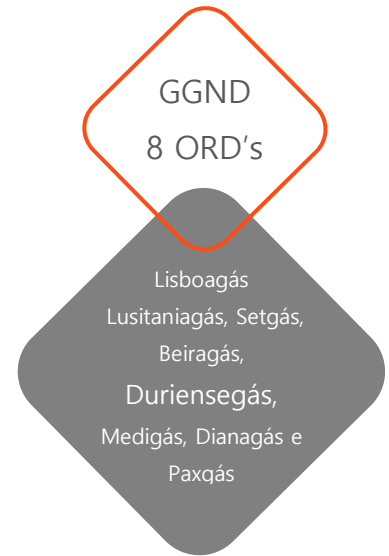 GGND
8 ORD’s
Lisboagás
Lusitaniagás, Setgás,
Beiragás,
Duriensegás,
Medigás, Dianagás e
Paxgás